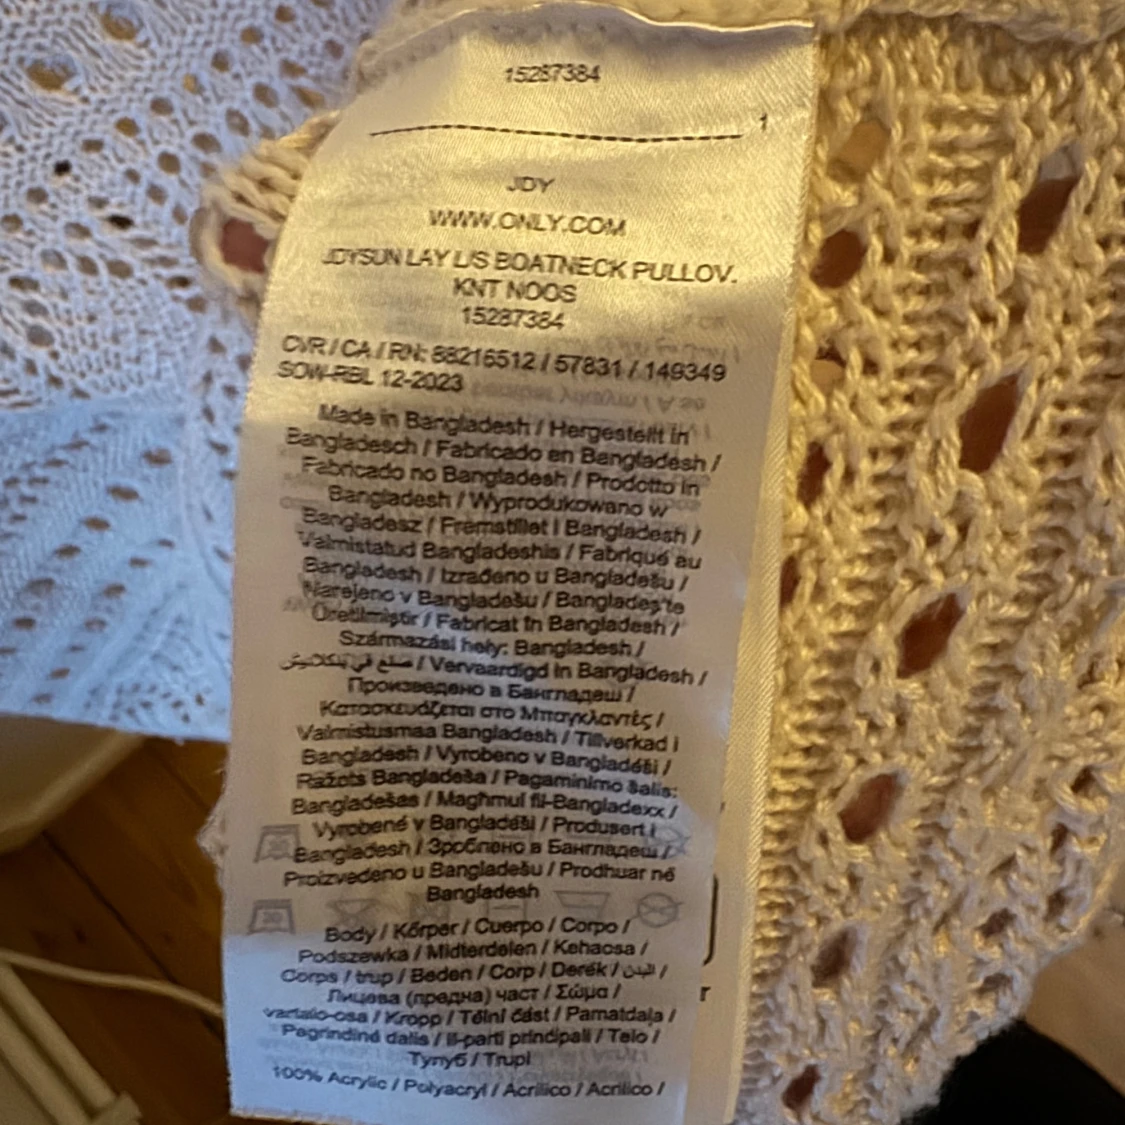 15287384
1
JDY
WWW.ONLY.COM
JDYSUN LAY L/S BOATNECK PULLOV.
KNT NOOS
15287384
CVR / CA / RN: 88216512 / 57831 / 149349
SOW-RBL 12-2023
Made in Bangladesh / Hergestellt in
Bangladesch / Fabricado en Bangladesh /
Fabricado no Bangladesh / Prodotto in
Bangladesh / Wyprodukowano w
Bangladesz / Fremstillet i Bangladesh /
Valmistatud Bangladeshis / Fabriqué au
Bangladesh / Izrađeno u Bangladešu /
Narejeno v Bangladešu / Bangladeş'te
Üretilmiştir / Fabricat în Bangladesh /
Származási hely: Bangladesh /
صنع في بنگلاديش / Vervaardigd in Bangladesh /
Произведено в Бангладеш /
Κατασκευάζεται στο Μπαγκλαντές /
Valmistusmaa Bangladesh / Tillverkad i
Bangladesh / Vyrobeno v Bangladéši /
Ražots Bangladeša / Pagaminimo šalis:
Bangladešas / Magħmul fil-Bangladexx /
Vyrobené v Bangladéši / Produsert i
Bangladesh / Зроблено в Бангладеш /
Proizvedeno u Bangladešu / Prodhuar në
Bangladesh
Body / Körper / Cuerpo / Corpo /
Podszewka / Midterdelen / Kehaosa /
Corps / trup / Beden / Corp / Derék / البدن /
Лицева (предна) част / Σώμα /
vartalo-osa / Kropp / Tělní část / Pamatdaļa /
Pagrindinė dalis / Il-parti prinċipali / Telo /
Тулуб / Trupi
100% Acrylic / Polyacryl / Acrílico / Acrilico /